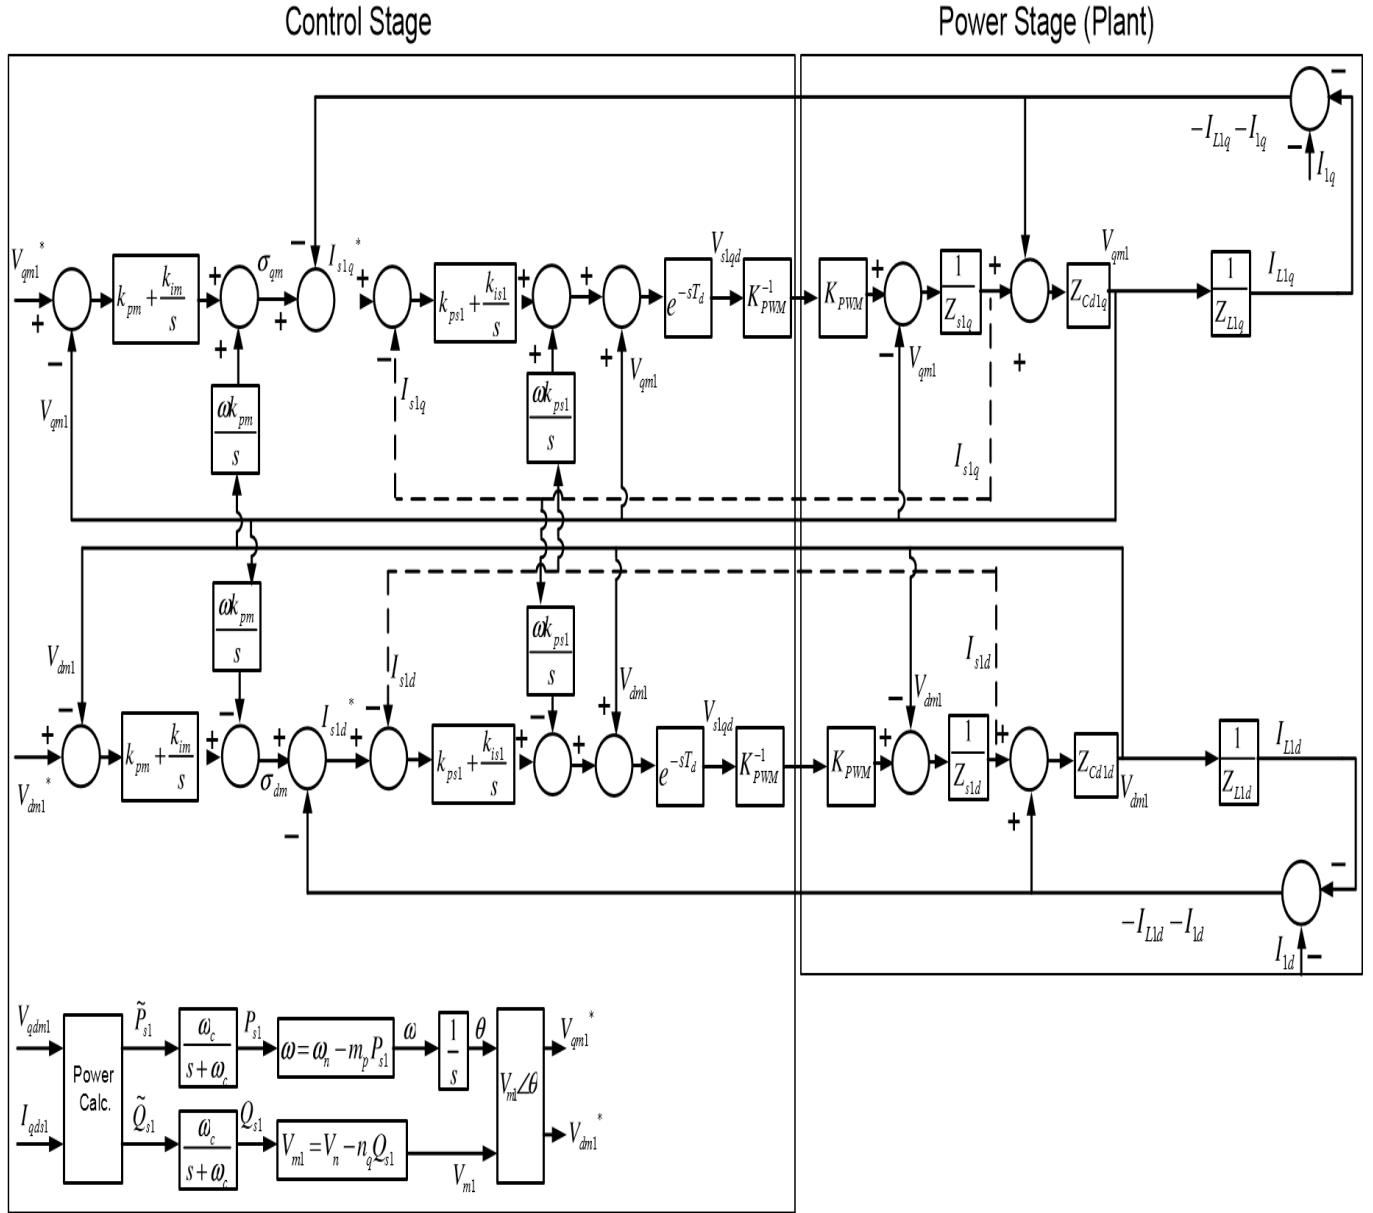 Control Stage
Power Stage (Plant)
−
−I_{L1q} −I_{1q}
−
I_{1q}
V_{qm1}^*
+
−
V_{qm1}
k_{pm} + k_{im}/s
+
+
σ_{qm}
+
−
I_{s1q}^*
+
−
I_{s1q}
k_{ps1} + k_{is1}/s
+
+
+
+
V_{qm1}
e^{-sT_d}
V_{s1qd}
K_{PWM}^{-1}
K_{PWM}
+
−
V_{qm1}
1/Z_{s1q}
+
+
Z_{Cd1q}
V_{qm1}
1/Z_{L1q}
I_{L1q}
ωk_{pm}/s
ωk_{ps1}/s
I_{s1q}
ωk_{pm}/s
ωk_{ps1}/s
V_{dm1}
−
+
V_{dm1}^*
k_{pm} + k_{im}/s
+
−
σ_{dm}
+
−
I_{s1d}^*
+
−
I_{s1d}
k_{ps1} + k_{is1}/s
+
−
+
+
V_{dm1}
e^{-sT_d}
V_{s1qd}
K_{PWM}^{-1}
K_{PWM}
+
−
V_{dm1}
1/Z_{s1d}
I_{s1d}
+
+
Z_{Cd1d}
V_{dm1}
1/Z_{L1d}
I_{L1d}
−
−I_{L1d} −I_{1d}
I_{1d}
−
V_{qdm1}
I_{qds1}
Power
Calc.
P̃_{s1}
ω_c/(s+ω_c)
P_{s1}
ω=ω_n −m_p P_{s1}
ω
1/s
θ
V_{m1}∠θ
V_{qm1}^*
V_{dm1}^*
Q̃_{s1}
ω_c/(s+ω_c)
Q_{s1}
V_{m1} =V_n −n_q Q_{s1}
V_{m1}